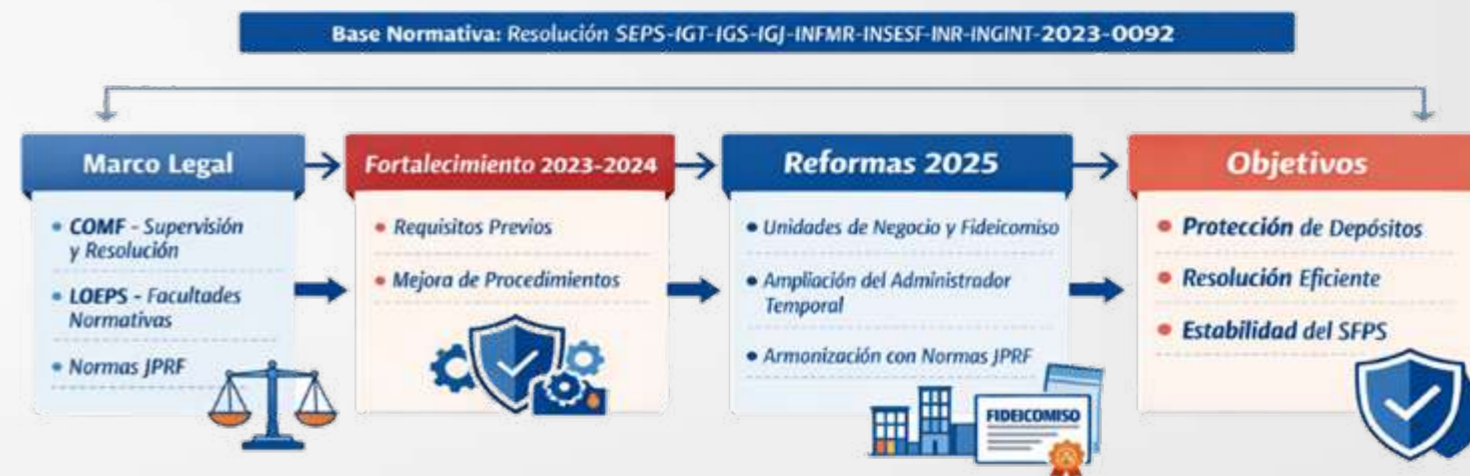 Base Normativa: Resolución SEPS-IGT-IGS-IGJ-INFMR-INSESF-INR-INGINT-2023-0092
Marco Legal
• COMF - Supervisión
y Resolución
• LOEPS - Facultades
Normativas
• Normas JPRF
Fortalecimiento 2023-2024
• Requisitos Previos
• Mejora de Procedimientos
Reformas 2025
• Unidades de Negocio y Fideicomiso
• Ampliación del Administrador
Temporal
• Armonización con Normas JPRF
FIDEICOMISO
Objetivos
• Protección de Depósitos
• Resolución Eficiente
• Estabilidad del SFPS